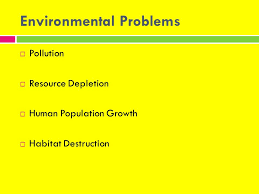 Environmental Problems
Pollution
Resource Depletion
Human Population Growth
Habitat Destruction